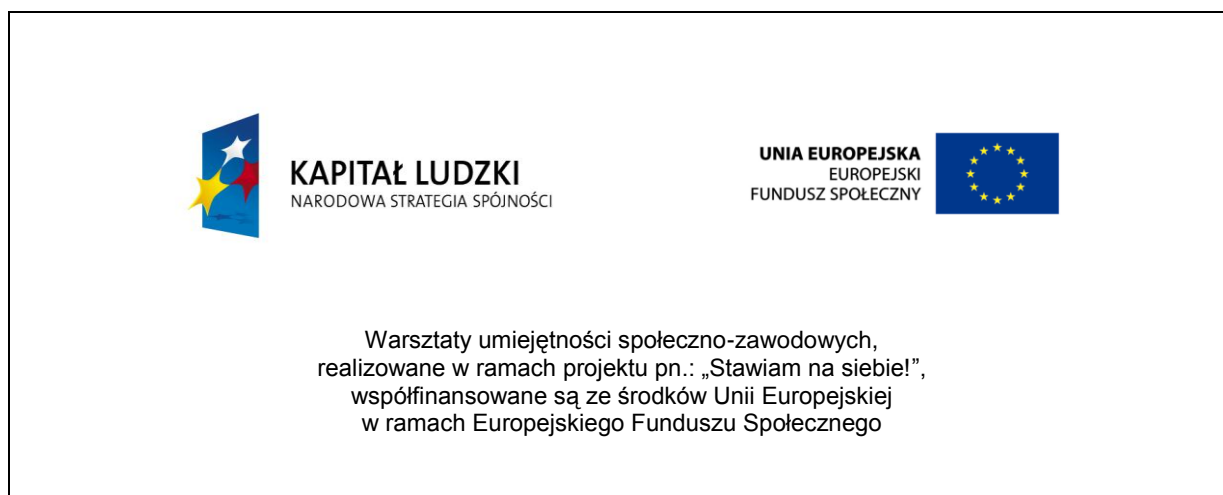 KAPITAŁ LUDZKI
NARODOWA STRATEGIA SPÓJNOŚCI
UNIA EUROPEJSKA
EUROPEJSKI
FUNDUSZ SPOŁECZNY
Warsztaty umiejętności społeczno-zawodowych,
realizowane w ramach projektu pn.: „Stawiam na siebie!”,
współfinansowane są ze środków Unii Europejskiej
w ramach Europejskiego Funduszu Społecznego